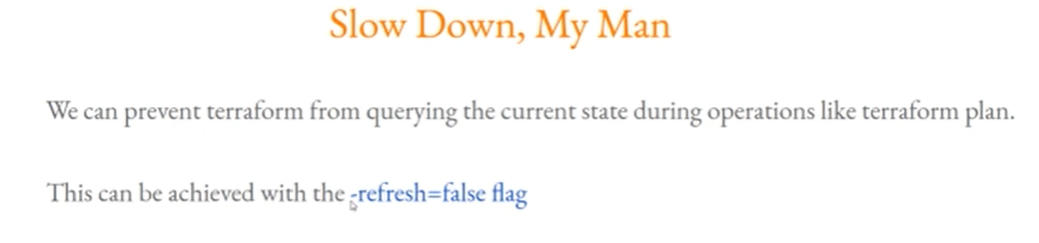 Slow Down, My Man
We can prevent terraform from querying the current state during operations like terraform plan.
This can be achieved with the -refresh=false flag